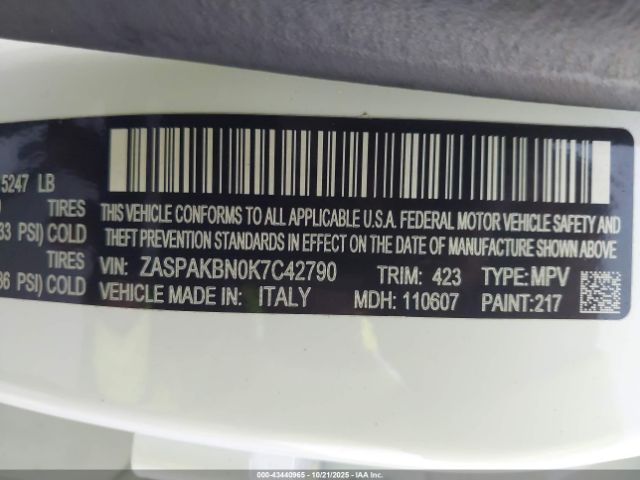 5247 LB
TIRES
33 PSI) COLD
TIRES
36 PSI) COLD
THIS VEHICLE CONFORMS TO ALL APPLICABLE U.S.A. FEDERAL MOTOR VEHICLE SAFETY AND
THEFT PREVENTION STANDARDS IN EFFECT ON THE DATE OF MANUFACTURE SHOWN ABOVE.
VIN: ZASPAKBN0K7C42790 TRIM: 423 TYPE: MPV
VEHICLE MADE IN: ITALY MDH: 110607 PAINT: 217
000-43440965 | 10/21/2025 | IAAI.COM